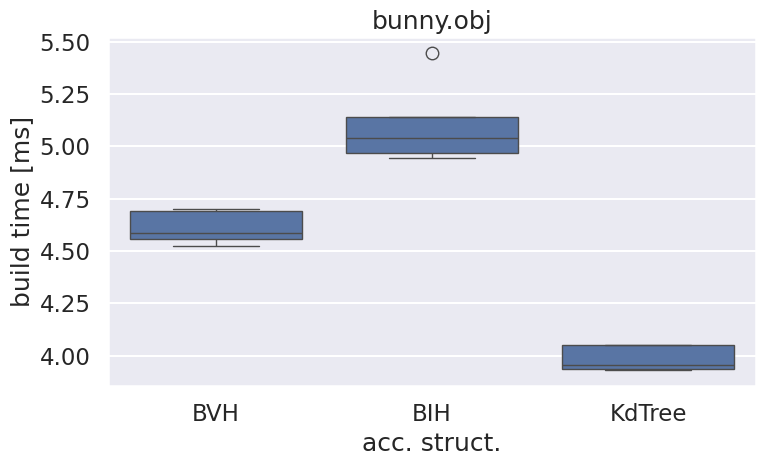 bunny.obj
build time [ms]
5.50
5.25
5.00
4.75
4.50
4.25
4.00
BVH
BIH
KdTree
acc. struct.